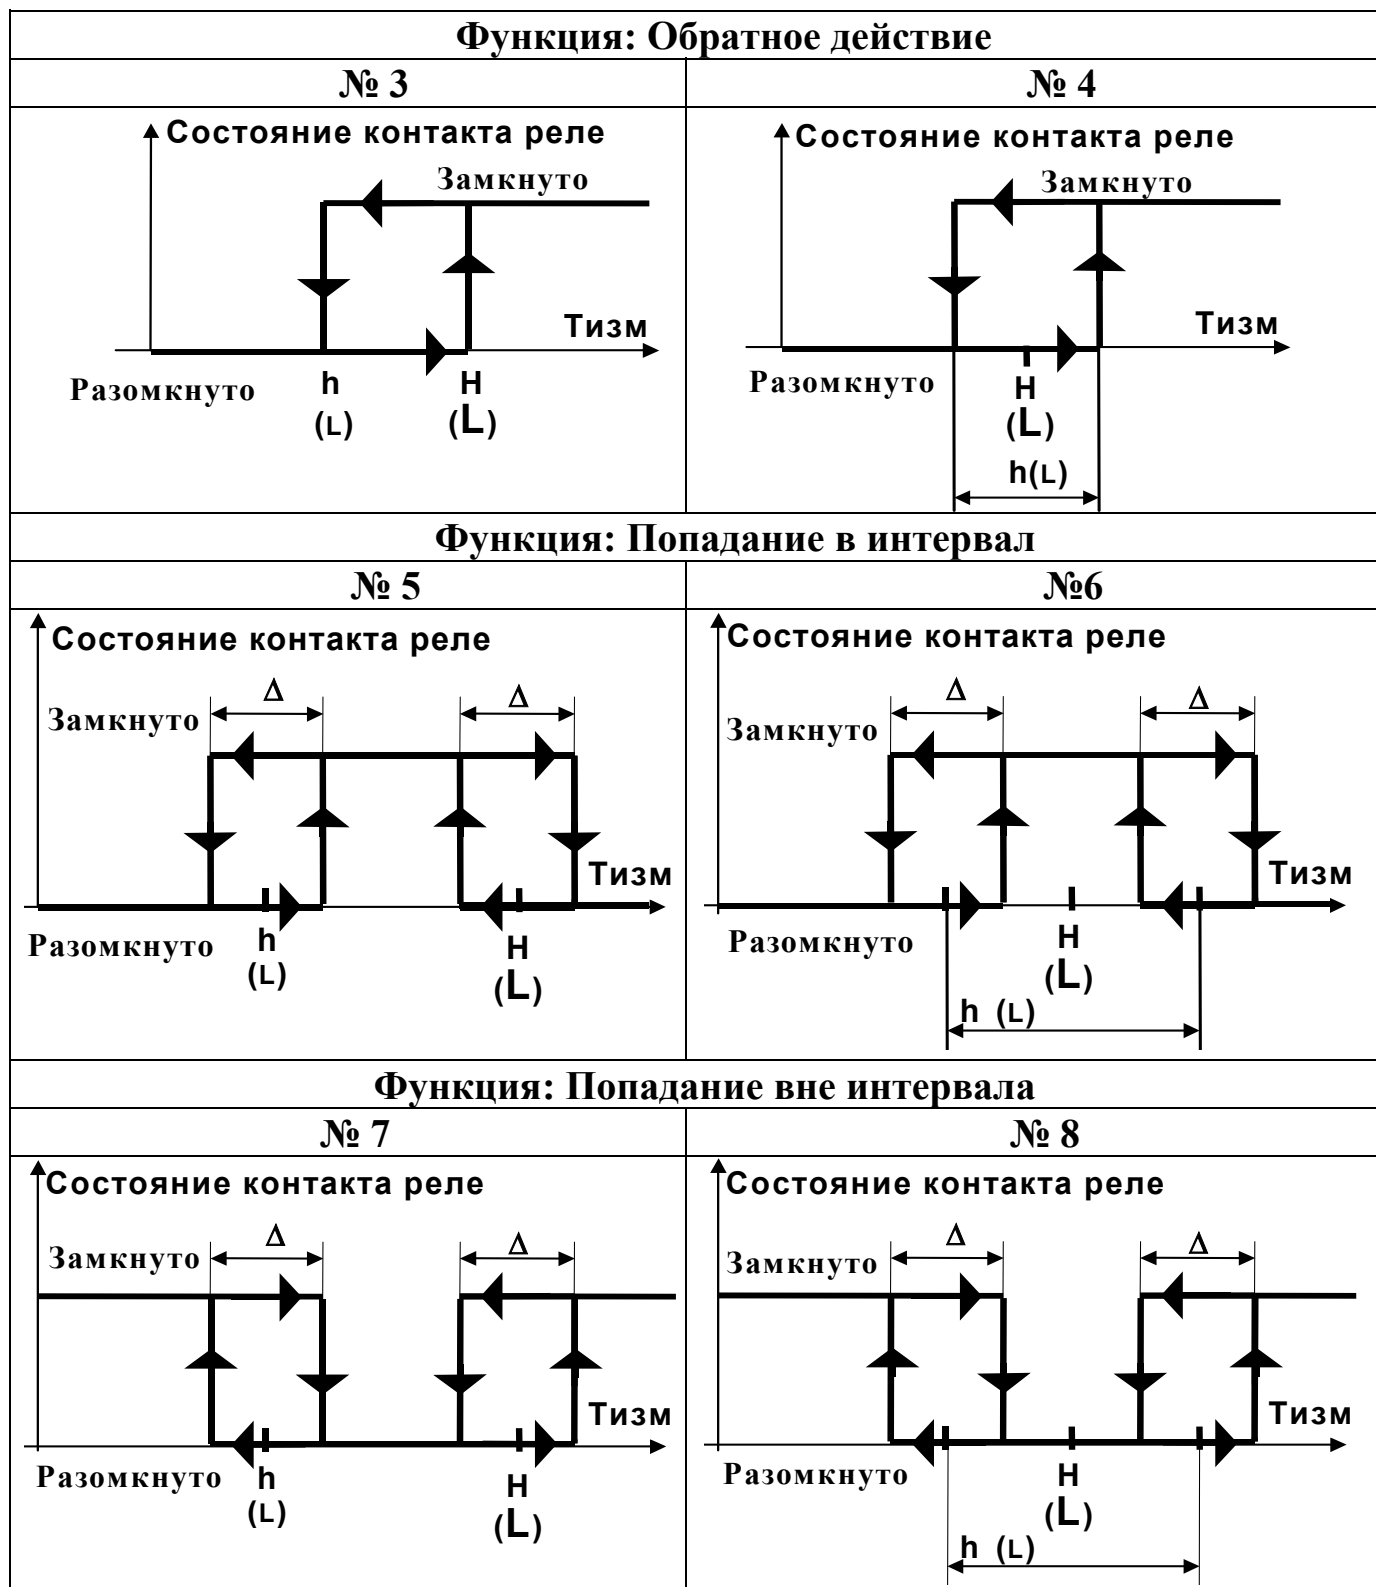 Функция: Обратное действие
№ 3
№ 4
Состояние контакта реле
Замкнуто
Тизм
Разомкнуто
h
(L)
H
(L)
Состояние контакта реле
Замкнуто
Тизм
Разомкнуто
H
(L)
h(L)
Функция: Попадание в интервал
№ 5
№6
Состояние контакта реле
Δ
Δ
Замкнуто
Тизм
Разомкнуто
h
(L)
H
(L)
Состояние контакта реле
Δ
Δ
Замкнуто
Тизм
Разомкнуто
H
(L)
h (L)
Функция: Попадание вне интервала
№ 7
№ 8
Состояние контакта реле
Δ
Δ
Замкнуто
Тизм
Разомкнуто
h
(L)
H
(L)
Состояние контакта реле
Δ
Δ
Замкнуто
Тизм
Разомкнуто
H
(L)
h (L)